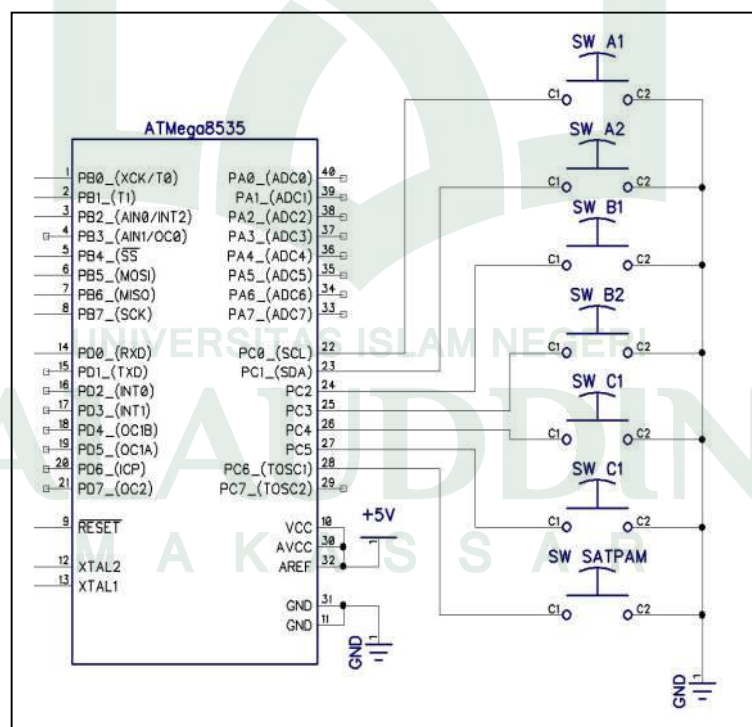 SW A1
C1 C2
ATMega8535
SW A2
C1 C2
SW B1
C1 C2
SW B2
C1 C2
SW C1
C1 C2
SW C1
C1 C2
SW SATPAM
C1 C2
1 PB0_(XCK/T0) PA0_(ADC0) 40
2 PB1_(T1) PA1_(ADC1) 39
3 PB2_(AIN0/INT2) PA2_(ADC2) 38
4 PB3_(AIN1/OC0) PA3_(ADC3) 37
5 PB4_(SS PA4_(ADC4) 36
6 PB5_(MOSI) PA5_(ADC5) 35
7 PB6_(MISO) PA6_(ADC6) 34
8 PB7_(SCK) PA7_(ADC7) 33
14 PD0_(RXD) PC0_(SCL) 22
15 PD1_(TXD) PC1_(SDA) 23
16 PD2_(INT0) PC2 24
17 PD3_(INT1) PC3 25
18 PD4_(OC1B) PC4 26
19 PD5_(OC1A) PC5 27
20 PD6_(ICP) PC6_(TOSC1) 28
21 PD7_(OC2) PC7_(TOSC2) 29
9 RESET VCC 10
AVCC 30
12 XTAL2 AREF 32
13 XTAL1
GND 31
GND 11
+5V
1
GND 1
GND 1
UNIVERSITAS ISLAM NEGERI
ALAUDDIN
MAKASSAR